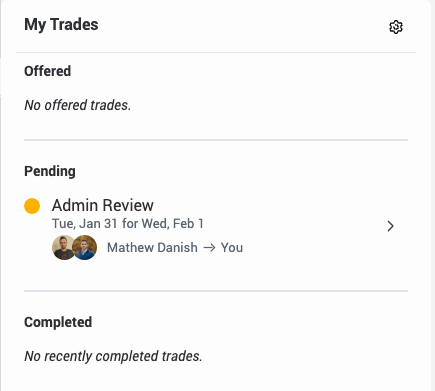 My Trades
Offered
No offered trades.
Pending
Admin Review
Tue, Jan 31 for Wed, Feb 1
Mathew Danish → You
Completed
No recently completed trades.